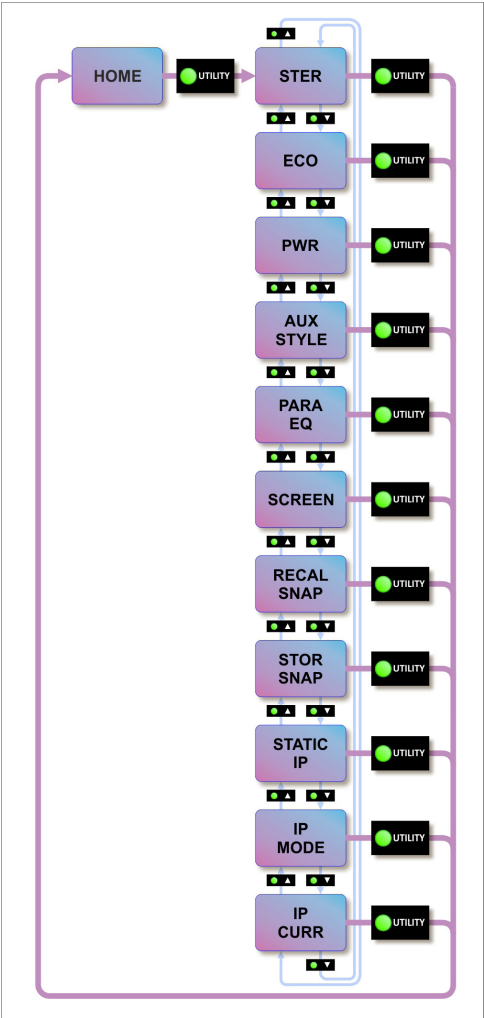 HOME
UTILITY
STER
UTILITY
ECO
UTILITY
PWR
UTILITY
AUX
STYLE
UTILITY
PARA
EQ
UTILITY
SCREEN
UTILITY
RECAL
SNAP
UTILITY
STOR
SNAP
UTILITY
STATIC
IP
UTILITY
IP
MODE
UTILITY
IP
CURR
UTILITY